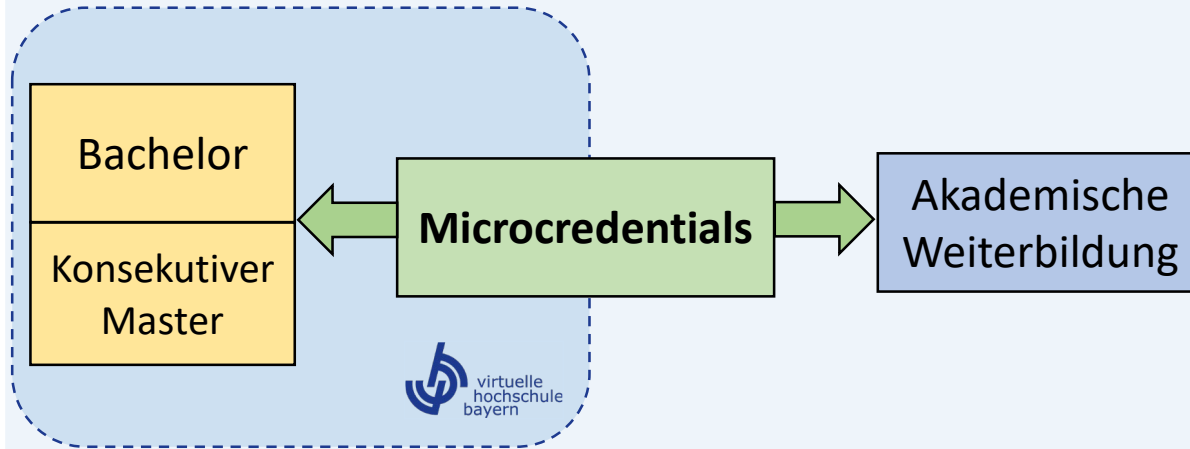 Bachelor
Konsekutiver
Master
Microcredentials
Akademische
Weiterbildung
virtuelle
hochschule
bayern